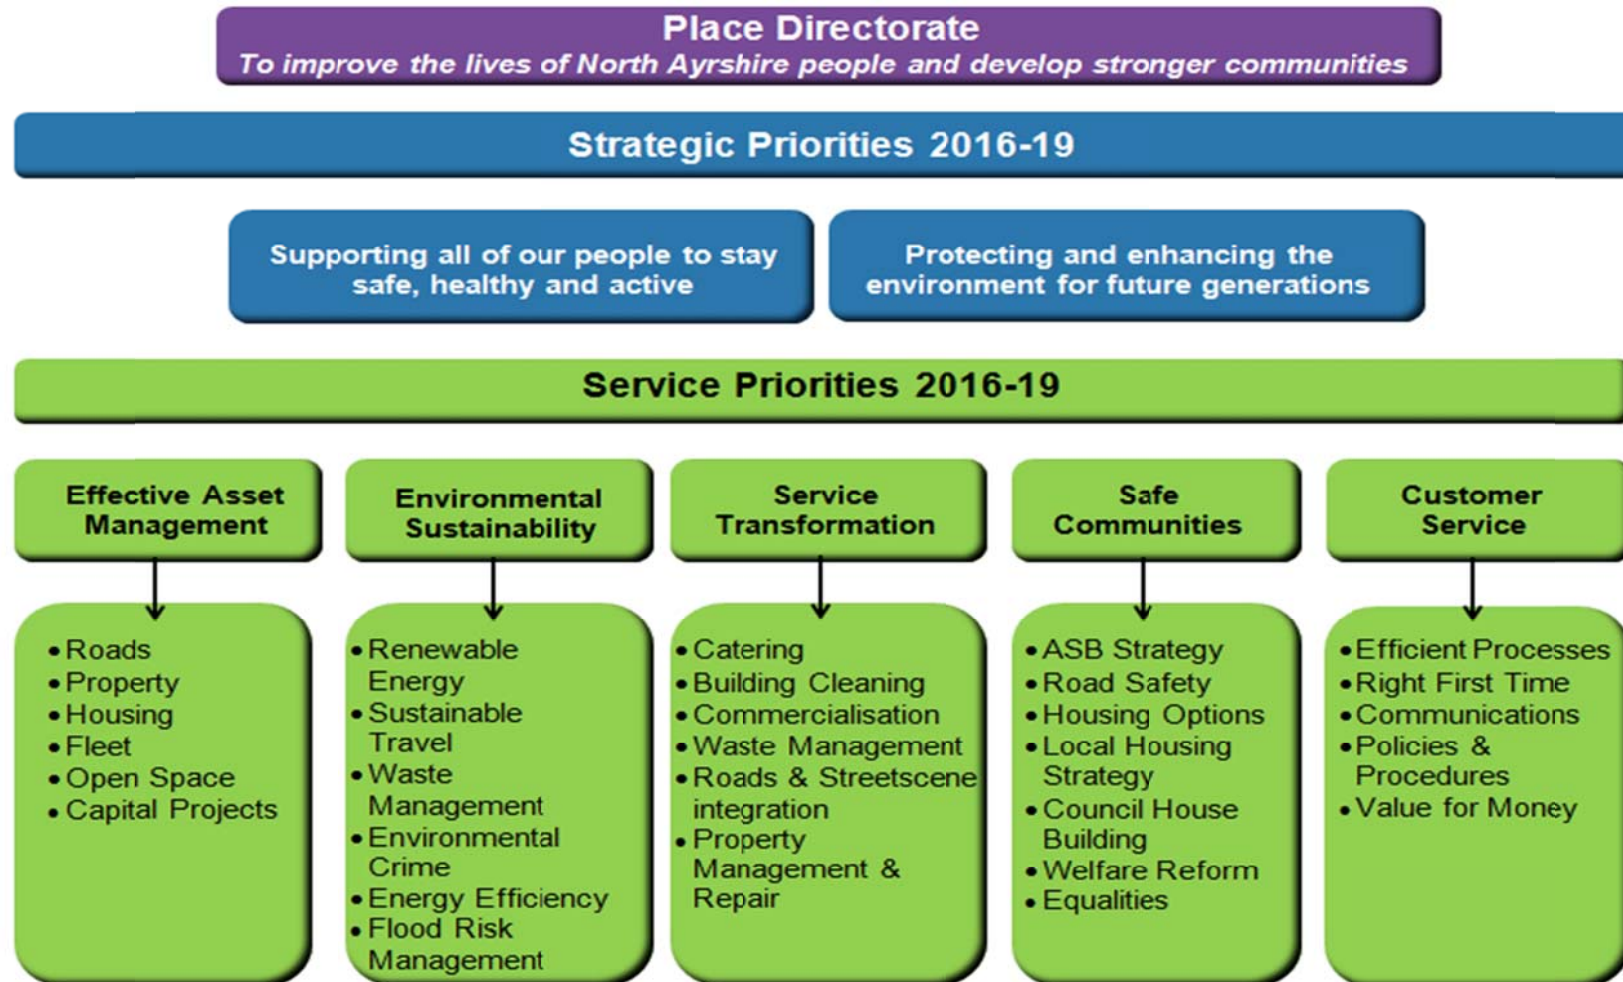 Place Directorate
To improve the lives of North Ayrshire people and develop stronger communities
Strategic Priorities 2016-19
Supporting all of our people to stay
safe, healthy and active
Protecting and enhancing the
environment for future generations
Service Priorities 2016-19
Effective Asset
Management
• Roads
• Property
• Housing
• Fleet
• Open Space
• Capital Projects
Environmental
Sustainability
• Renewable
Energy
• Sustainable
Travel
• Waste
Management
• Environmental
Crime
• Energy Efficiency
• Flood Risk
Management
Service
Transformation
• Catering
• Building Cleaning
• Commercialisation
• Waste Management
• Roads & Streetscene
integration
• Property
Management &
Repair
Safe
Communities
• ASB Strategy
• Road Safety
• Housing Options
• Local Housing
Strategy
• Council House
Building
• Welfare Reform
• Equalities
Customer
Service
• Efficient Processes
• Right First Time
• Communications
• Policies &
Procedures
• Value for Money